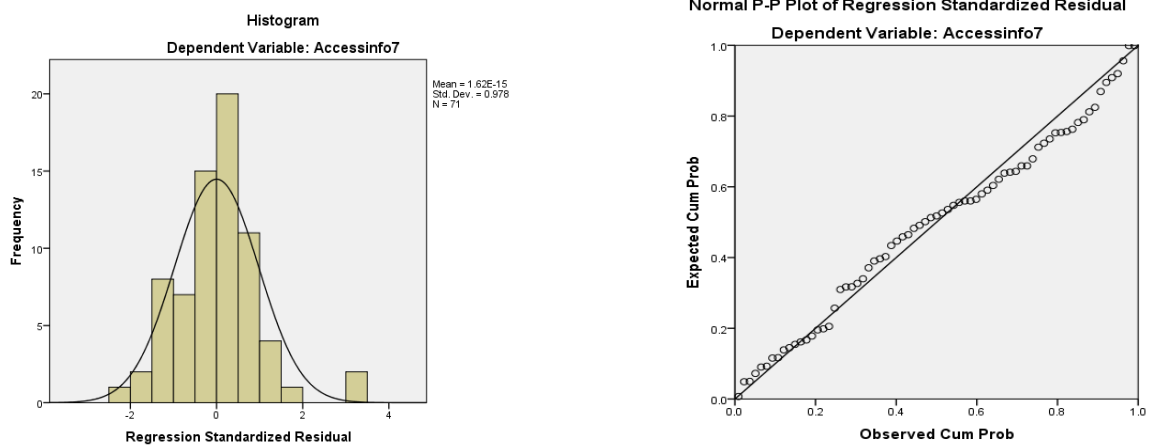 Histogram
Dependent Variable: Accessinfo7
Mean = 1.62E-15
Std. Dev. = 0.978
N = 71
20
15
10
5
0
Frequency
-2
0
2
4
Regression Standardized Residual
Normal P-P Plot of Regression Standardized Residual
Dependent Variable: Accessinfo7
1.0
0.8
0.6
0.4
0.2
0.0
Expected Cum Prob
0.0
0.2
0.4
0.6
0.8
1.0
Observed Cum Prob